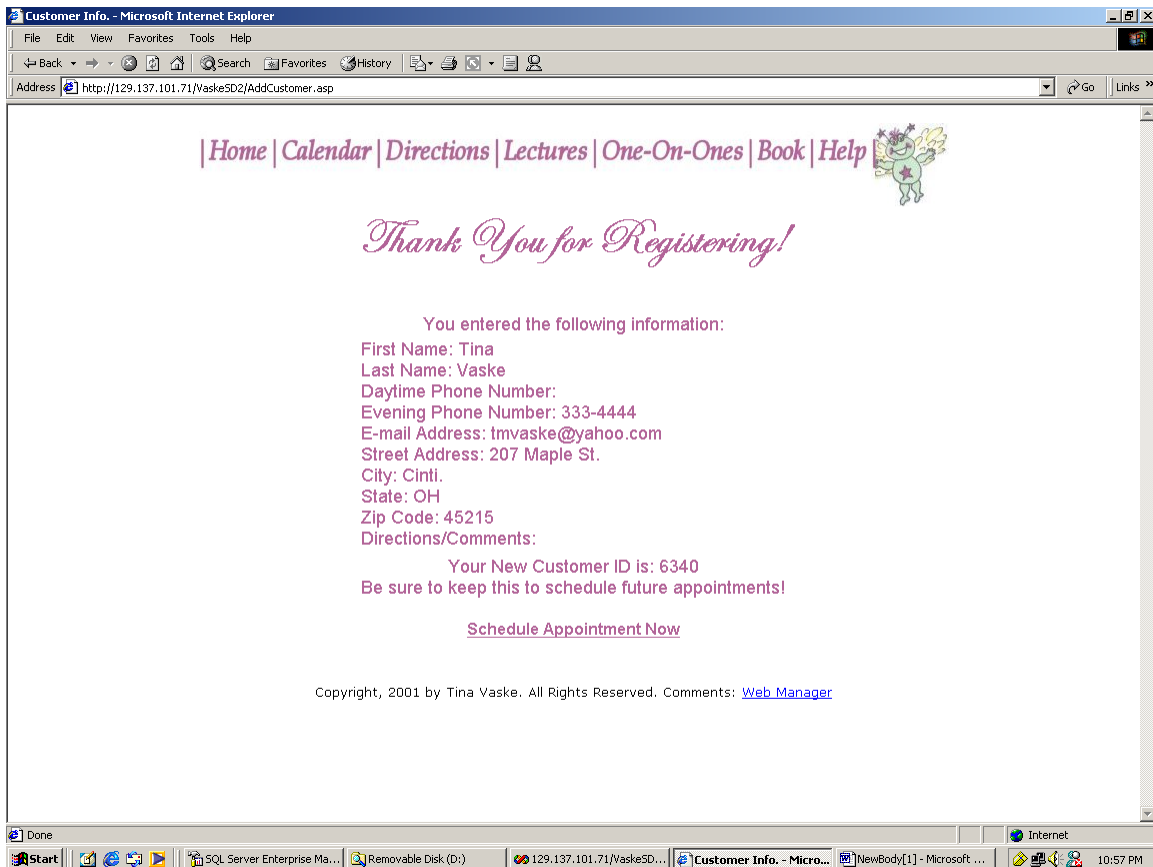 Customer Info. - Microsoft Internet Explorer
File Edit View Favorites Tools Help
Back Search Favorites History
Address http://129.137.101.71/VaskeSD2/AddCustomer.asp Go Links »
| Home | Calendar | Directions | Lectures | One-On-Ones | Book | Help |
Thank You for Registering!
You entered the following information:
First Name: Tina
Last Name: Vaske
Daytime Phone Number:
Evening Phone Number: 333-4444
E-mail Address: tmvaske@yahoo.com
Street Address: 207 Maple St.
City: Cinti.
State: OH
Zip Code: 45215
Directions/Comments:
Your New Customer ID is: 6340
Be sure to keep this to schedule future appointments!
Schedule Appointment Now
Copyright, 2001 by Tina Vaske. All Rights Reserved. Comments: Web Manager
Done Internet
Start SQL Server Enterprise Ma... Removable Disk (D:) 129.137.101.71/VaskeSD... Customer Info. - Micro... NewBody[1] - Microsoft ... 10:57 PM